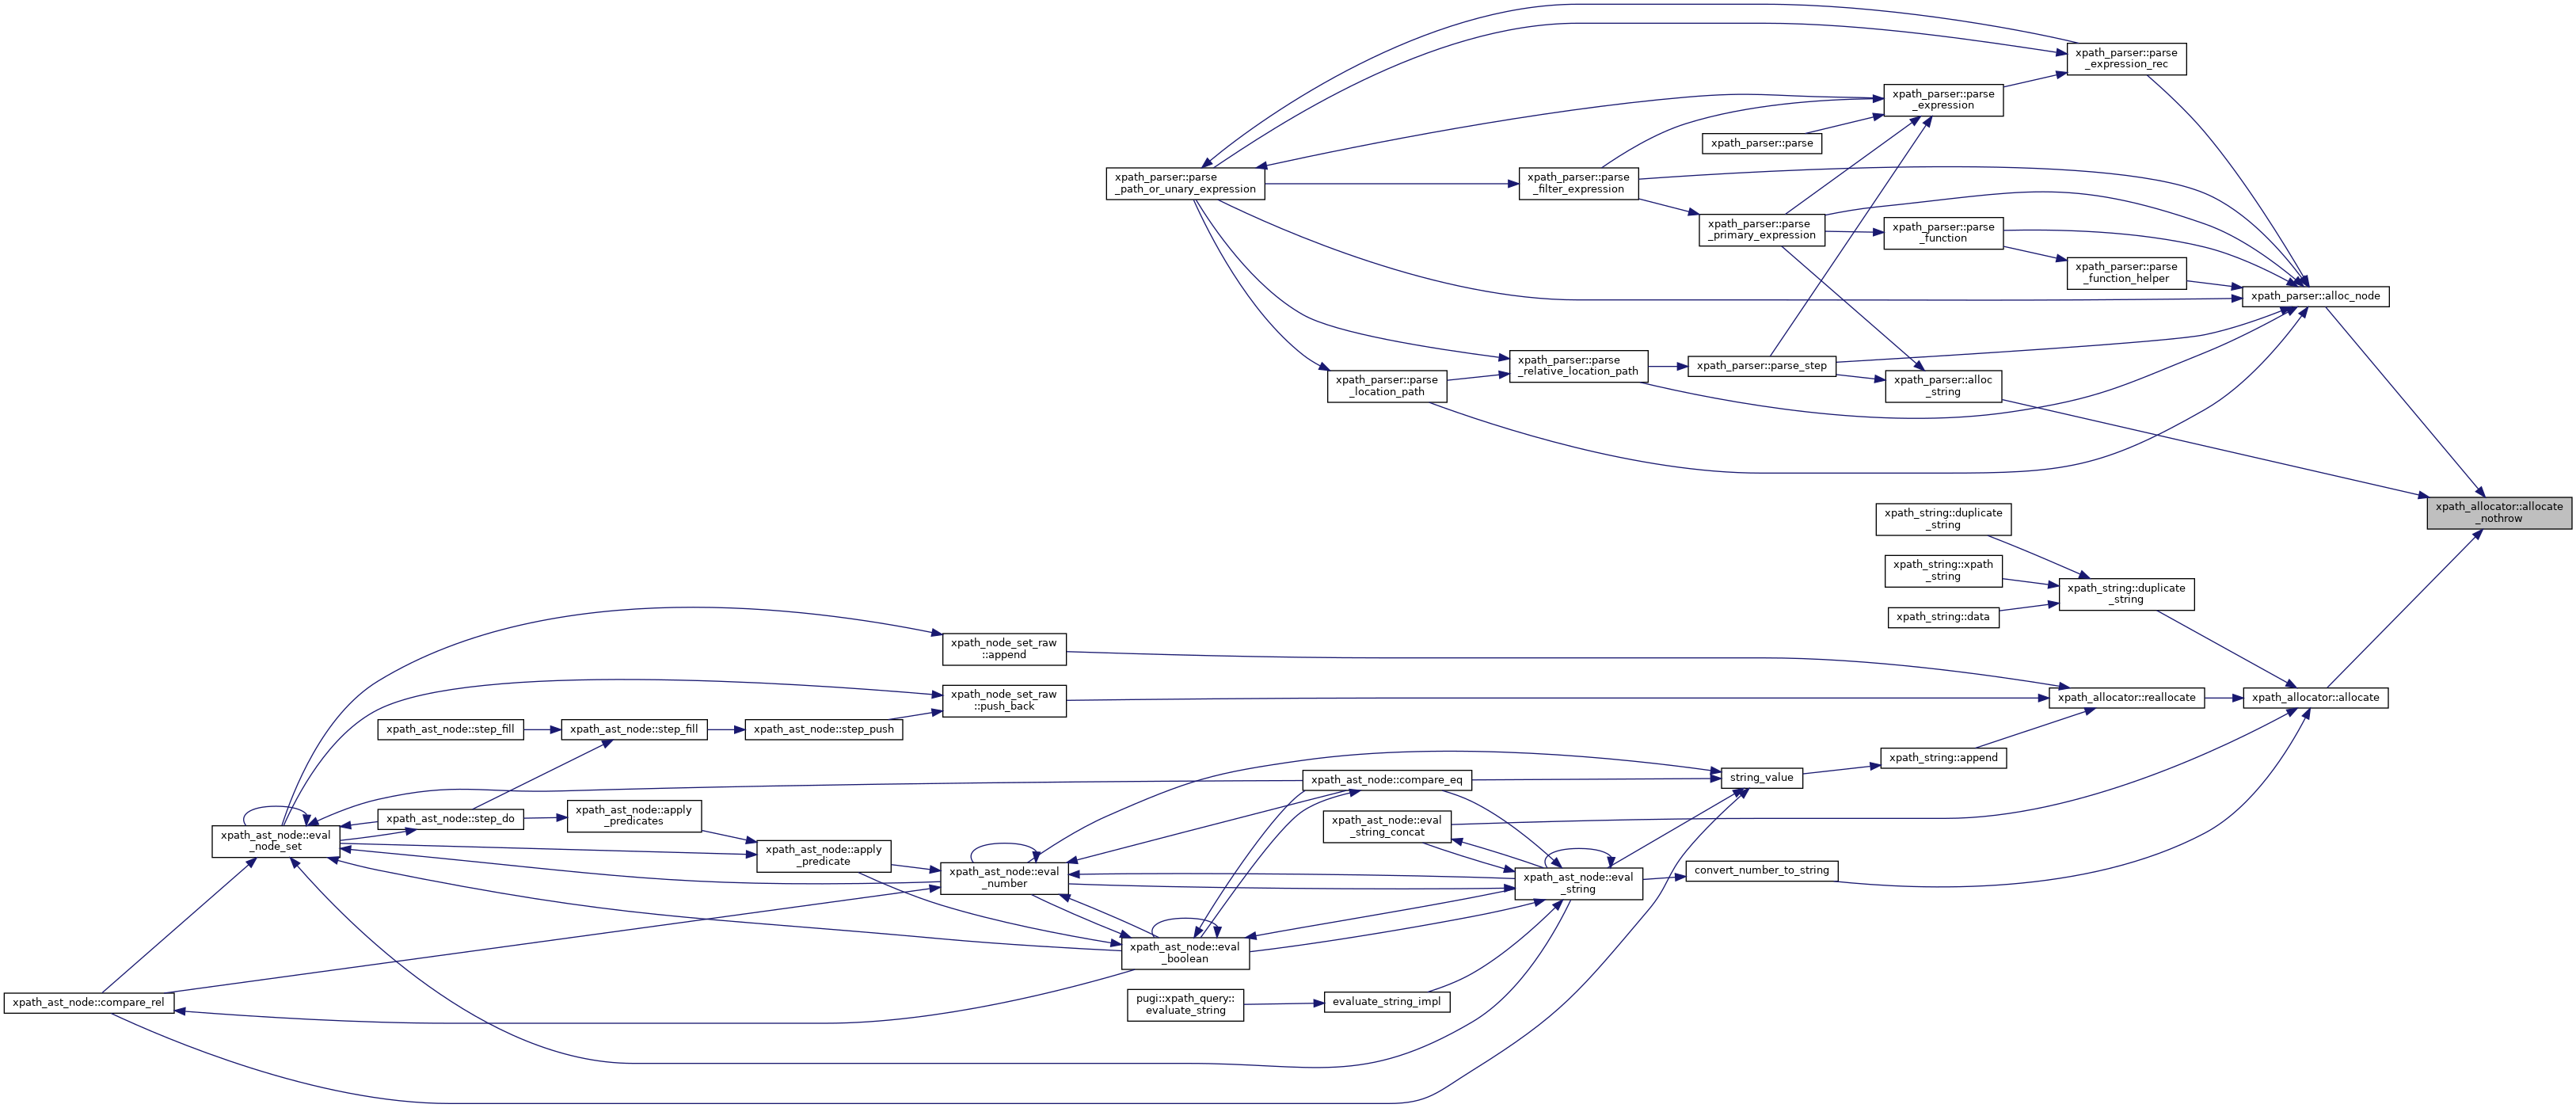 xpath_parser::parse
_expression_rec
xpath_parser::parse
_expression
xpath_parser::parse
xpath_parser::parse
_path_or_unary_expression
xpath_parser::parse
_filter_expression
xpath_parser::parse
_primary_expression
xpath_parser::parse
_function
xpath_parser::parse
_function_helper
xpath_parser::alloc_node
xpath_parser::parse
_relative_location_path
xpath_parser::parse_step
xpath_parser::parse
_location_path
xpath_parser::alloc
_string
xpath_allocator::allocate
_nothrow
xpath_string::duplicate
_string
xpath_string::xpath
_string
xpath_string::duplicate
_string
xpath_string::data
xpath_node_set_raw
::append
xpath_node_set_raw
::push_back
xpath_allocator::reallocate
xpath_allocator::allocate
xpath_ast_node::step_fill
xpath_ast_node::step_fill
xpath_ast_node::step_push
xpath_string::append
xpath_ast_node::compare_eq
string_value
xpath_ast_node::step_do
xpath_ast_node::apply
_predicates
xpath_ast_node::eval
_string_concat
xpath_ast_node::eval
_node_set
xpath_ast_node::apply
_predicate
xpath_ast_node::eval
_number
xpath_ast_node::eval
_string
convert_number_to_string
xpath_ast_node::eval
_boolean
xpath_ast_node::compare_rel
pugi::xpath_query::
evaluate_string
evaluate_string_impl